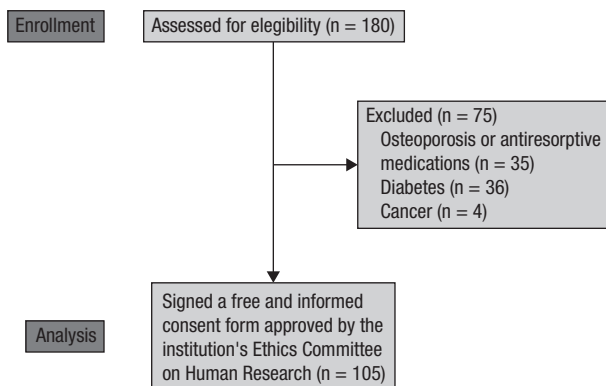 Enrollment
Assessed for elegibility (n = 180)
Excluded (n = 75)
Osteoporosis or antiresorptive
medications (n = 35)
Diabetes (n = 36)
Cancer (n = 4)
Analysis
Signed a free and informed
consent form approved by the
institution's Ethics Committee
on Human Research (n = 105)